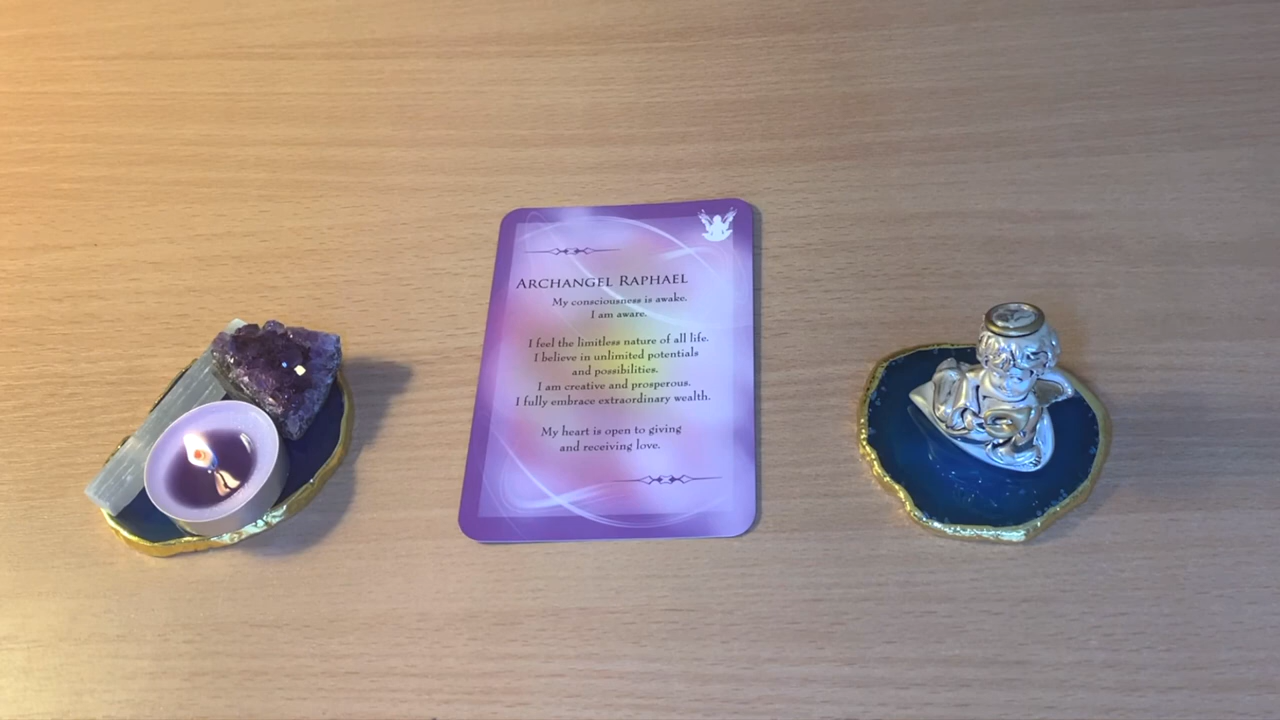 ARCHANGEL RAPHAEL
My consciousness is awake.
I am aware.
I feel the limitless nature of all life.
I believe in unlimited potentials
and possibilities.
I am creative and prosperous.
I fully embrace extraordinary wealth.
My heart is open to giving
and receiving love.